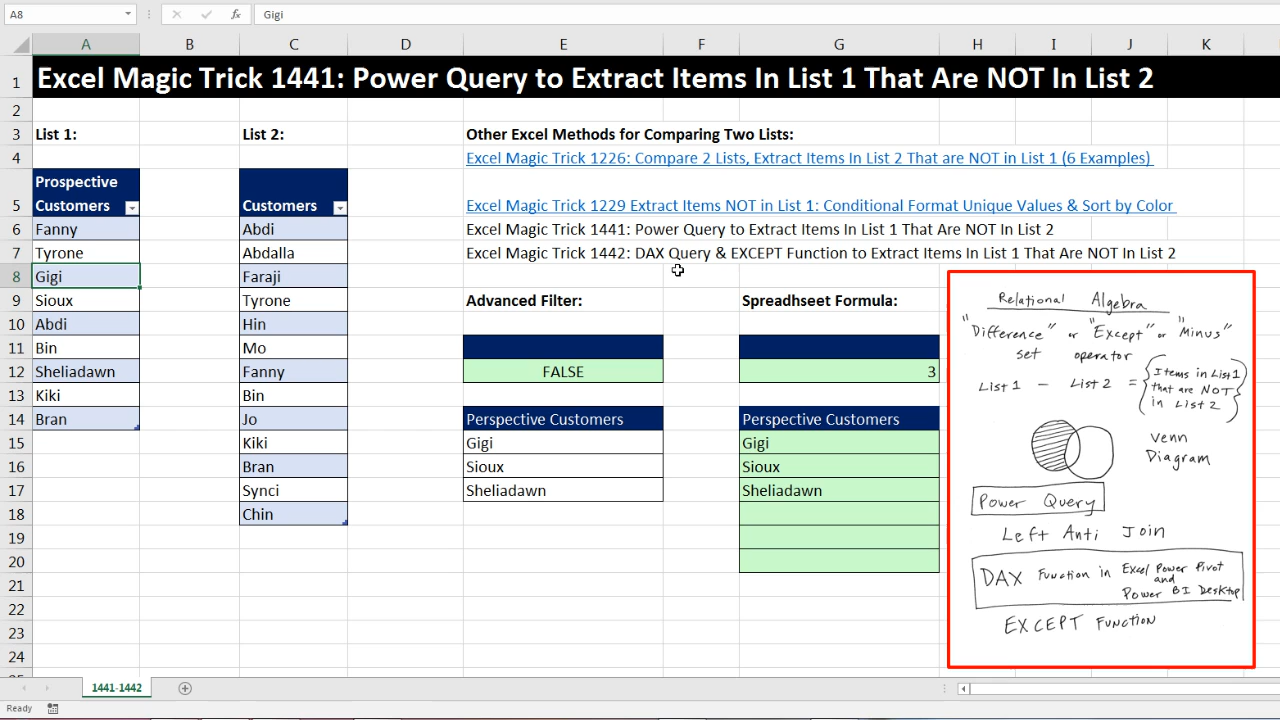 A8
fx
Gigi
A B C D E F G H I J K
1 Excel Magic Trick 1441: Power Query to Extract Items In List 1 That Are NOT In List 2
2
3 List 1: List 2: Other Excel Methods for Comparing Two Lists:
4 Excel Magic Trick 1226: Compare 2 Lists, Extract Items In List 2 That are NOT in List 1 (6 Examples)
Prospective
5 Customers Customers Excel Magic Trick 1229 Extract Items NOT in List 1: Conditional Format Unique Values & Sort by Color
6 Fanny Abdi Excel Magic Trick 1441: Power Query to Extract Items In List 1 That Are NOT In List 2
7 Tyrone Abdalla Excel Magic Trick 1442: DAX Query & EXCEPT Function to Extract Items In List 1 That Are NOT In List 2
8 Gigi Faraji
9 Sioux Tyrone Advanced Filter: Spreadhseet Formula:
10 Abdi Hin
11 Bin Mo
12 Sheliadawn Fanny FALSE 3
13 Kiki Bin
14 Bran Jo Perspective Customers Perspective Customers
15 Kiki Gigi Gigi
16 Bran Sioux Sioux
17 Synci Sheliadawn Sheliadawn
18 Chin
19
20
21
22
23
24
Relational Algebra
"Difference" or "Except" or "Minus"
set operator
List 1 - List 2 = { Items in List 1
that are NOT
in List 2 }
Venn
Diagram
Power Query
Left Anti Join
DAX Function in Excel Power Pivot
and
Power BI Desktop
EXCEPT Function
1441-1442
Ready